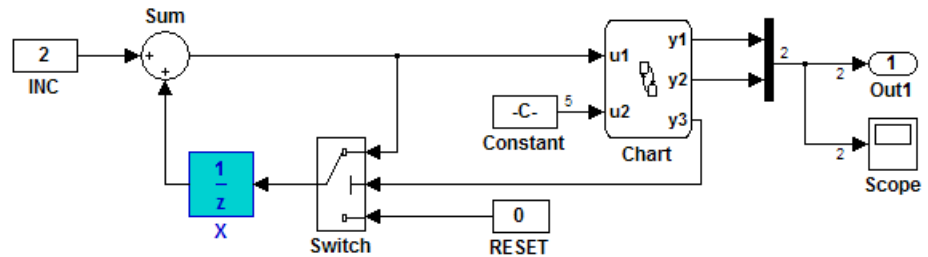 Sum
2
INC
+
+
u1
u2
y1
y2
y3
Chart
-C-
5
Constant
2
2
1
Out1
2
Scope
1
z
X
Switch
0
RESET